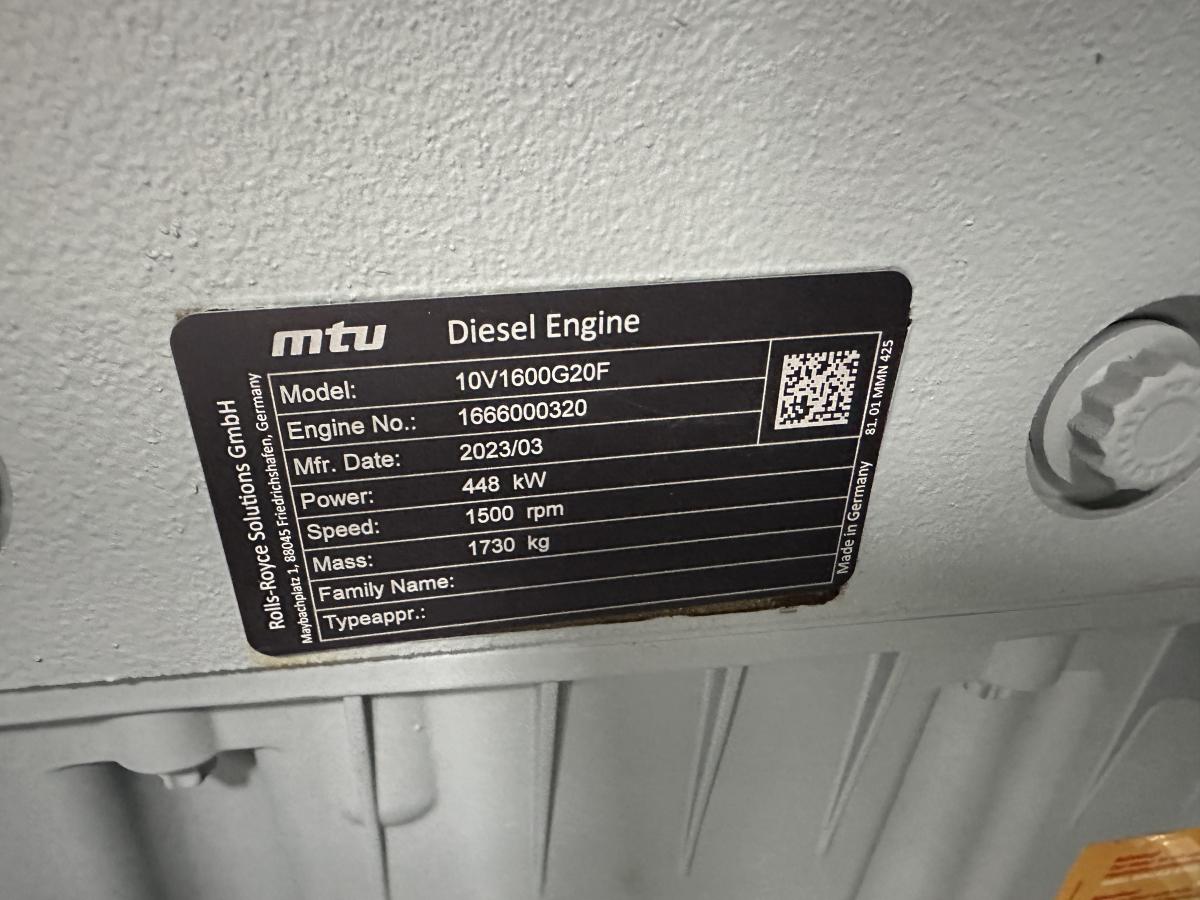 mtu Diesel Engine
Model: 10V1600G20F
Engine No.: 1666000320
Mfr. Date: 2023/03
Power: 448 kW
Speed: 1500 rpm
Mass: 1730 kg
Family Name:
Typeappr.:
Rolls-Royce Solutions GmbH
Maybachplatz 1, 88045 Friedrichshafen, Germany
Made in Germany
81. 01 MMN 425